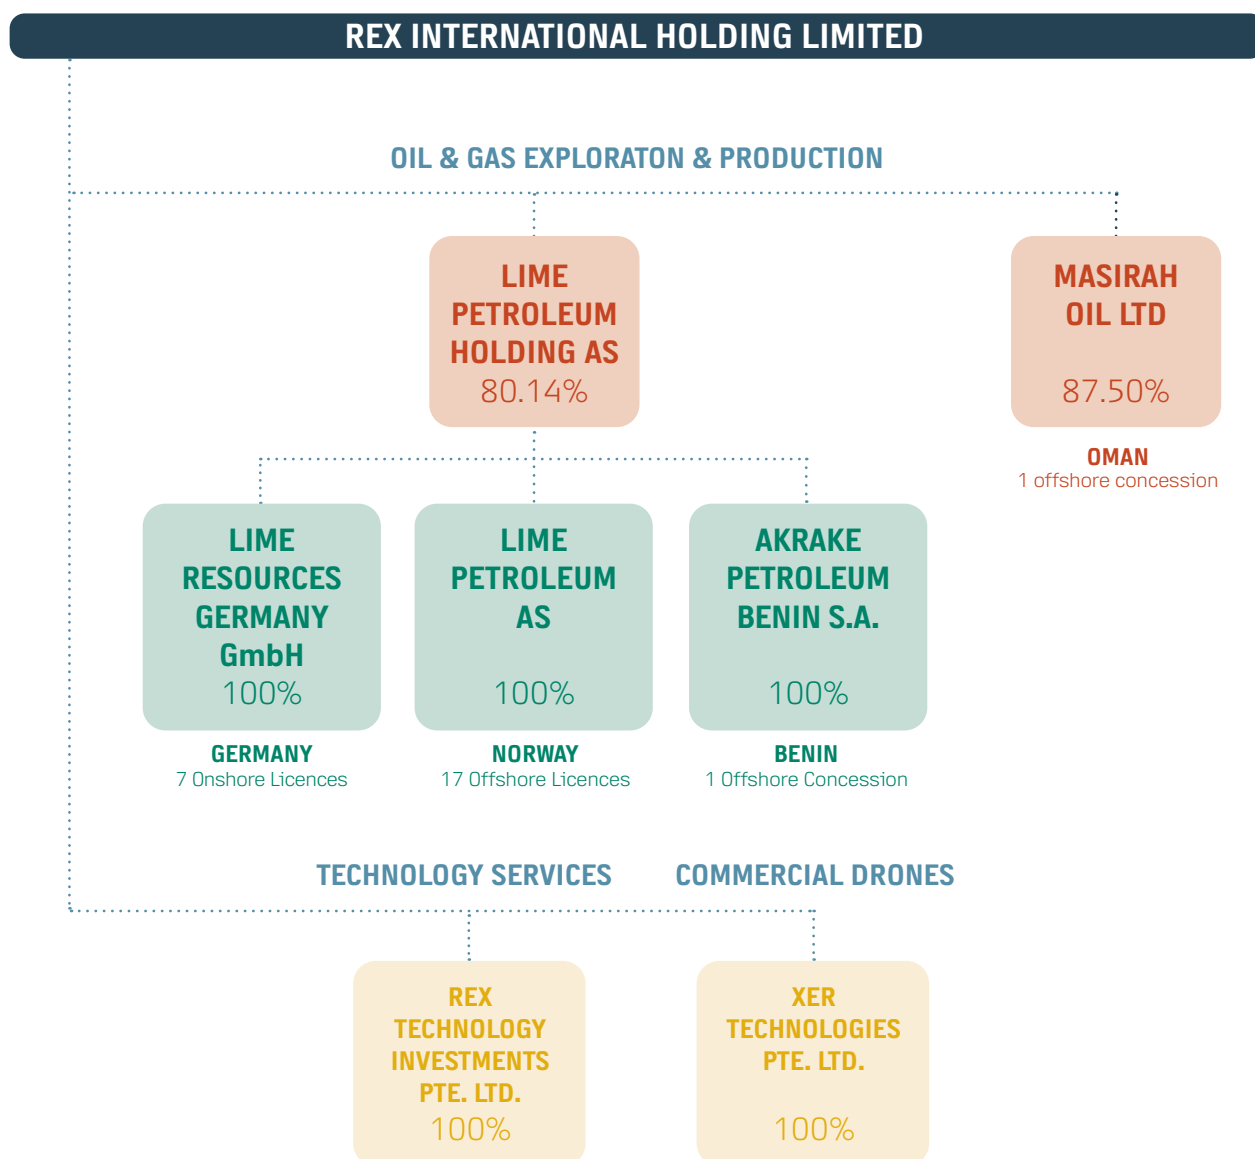 REX INTERNATIONAL HOLDING LIMITED
OIL & GAS EXPLORATON & PRODUCTION
LIME
PETROLEUM
HOLDING AS
80.14%
MASIRAH
OIL LTD
87.50%
OMAN
1 offshore concession
LIME
RESOURCES
GERMANY
GmbH
100%
GERMANY
7 Onshore Licences
LIME
PETROLEUM
AS
100%
NORWAY
17 Offshore Licences
AKRAKE
PETROLEUM
BENIN S.A.
100%
BENIN
1 Offshore Concession
TECHNOLOGY SERVICES
COMMERCIAL DRONES
REX
TECHNOLOGY
INVESTMENTS
PTE. LTD.
100%
XER
TECHNOLOGIES
PTE. LTD.
100%